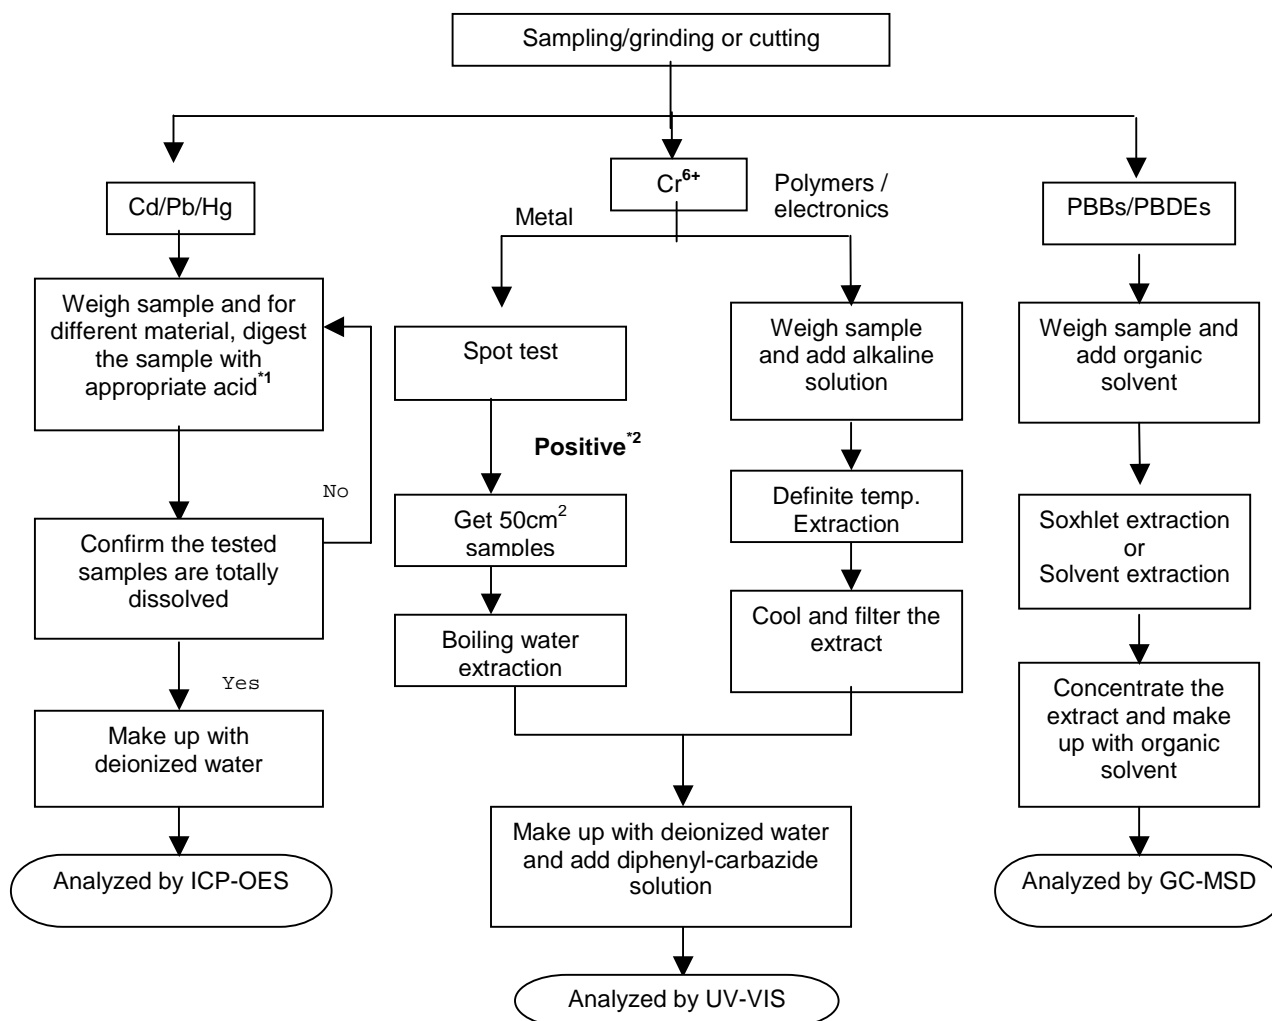 Sampling/grinding or cutting
Cd/Pb/Hg
Weigh sample and for
different material, digest
the sample with
appropriate acid*1
No
Confirm the tested
samples are totally
dissolved
Yes
Make up with
deionized water
Analyzed by ICP-OES
Cr6+
Metal
Polymers /
electronics
Spot test
Positive*2
Get 50cm2
samples
Boiling water
extraction
Weigh sample
and add alkaline
solution
Definite temp.
Extraction
Cool and filter the
extract
Make up with deionized water
and add diphenyl-carbazide
solution
Analyzed by UV-VIS
PBBs/PBDEs
Weigh sample and
add organic
solvent
Soxhlet extraction
or
Solvent extraction
Concentrate the
extract and make
up with organic
solvent
Analyzed by GC-MSD